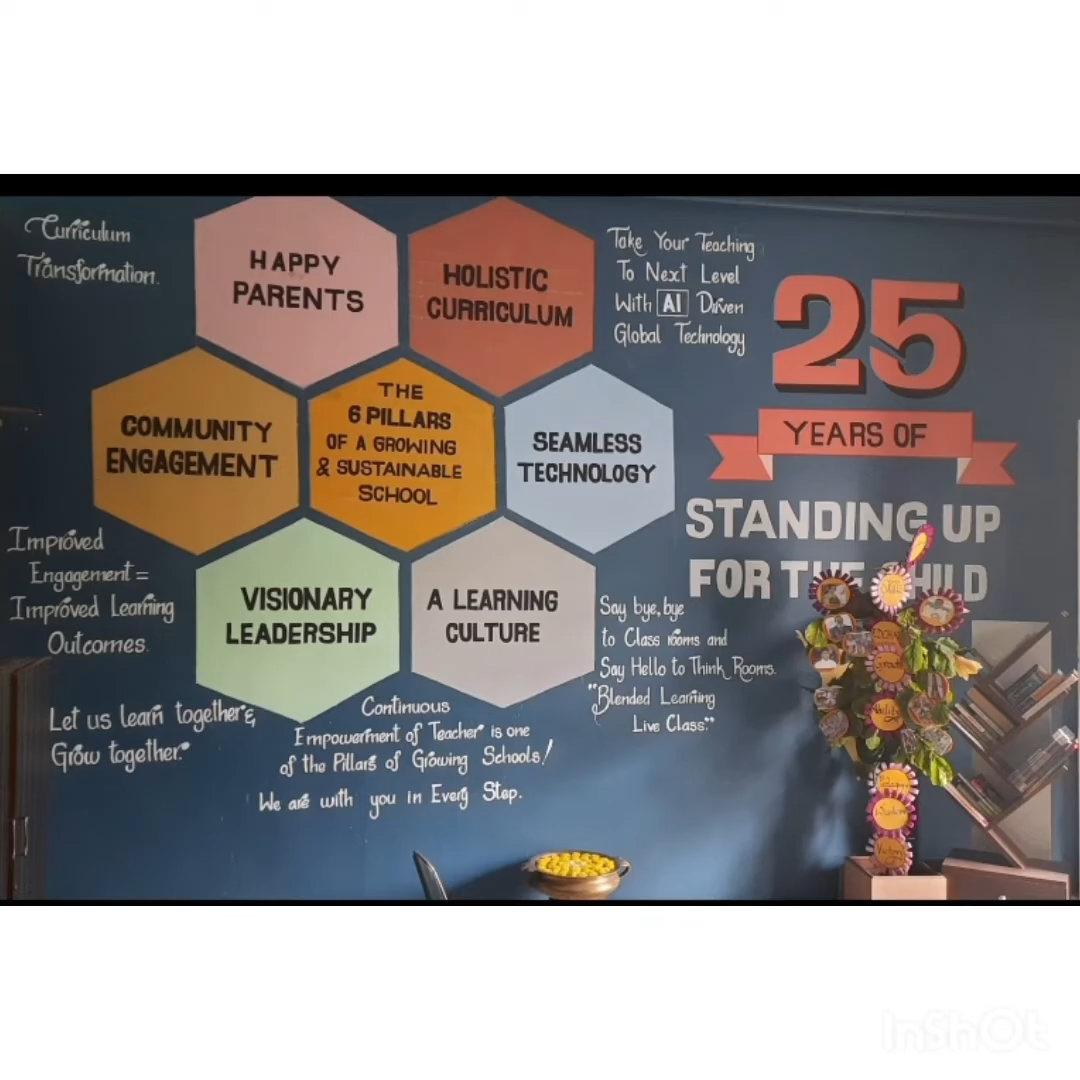 Curriculum
Transformation.
HAPPY
PARENTS
HOLISTIC
CURRICULUM
Take Your Teaching
To Next Level
With AI Driven
Global Technology
25
YEARS OF
STANDING UP
FOR THE CHILD
COMMUNITY
ENGAGEMENT
THE
6 PILLARS
OF A GROWING
& SUSTAINABLE
SCHOOL
SEAMLESS
TECHNOLOGY
Improved
Engagement =
Improved Learning
Outcomes.
VISIONARY
LEADERSHIP
A LEARNING
CULTURE
Say bye,bye
to Class rooms and
Say Hello to Think Rooms.
"Blended Learning
Live Class."
Let us learn together &
Grow together."
Continuous
Empowerment of Teacher is one
of the Pillars of Growing Schools!
We are with you in Every Step.
InShOt